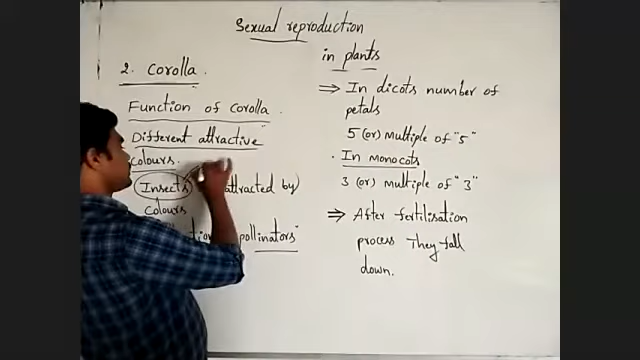 Sexual reproduction
in plants
2. Corolla.
Function of corolla.
Different attractive
colours.
Insects attracted by
colours
pollinators"
⇒ In dicots number of
petals
5 (or) multiple of "5"
. In monocots
3 (or) multiple of "3"
⇒ After fertilisation
process They fall
down.